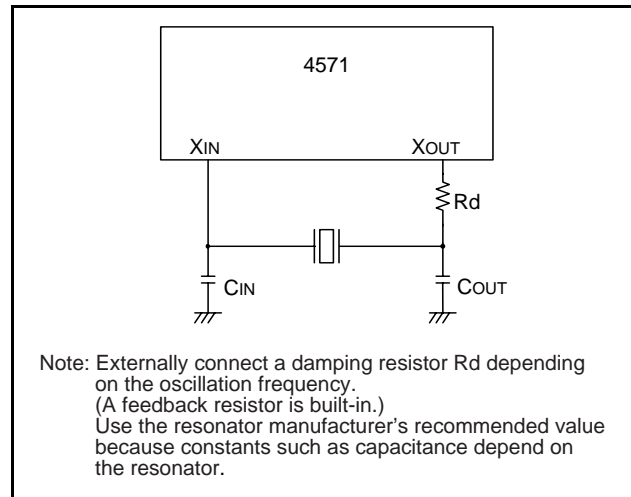 4571
XIN
XOUT
Rd
CIN
COUT
Note: Externally connect a damping resistor Rd depending
on the oscillation frequency.
(A feedback resistor is built-in.)
Use the resonator manufacturer’s recommended value
because constants such as capacitance depend on
the resonator.